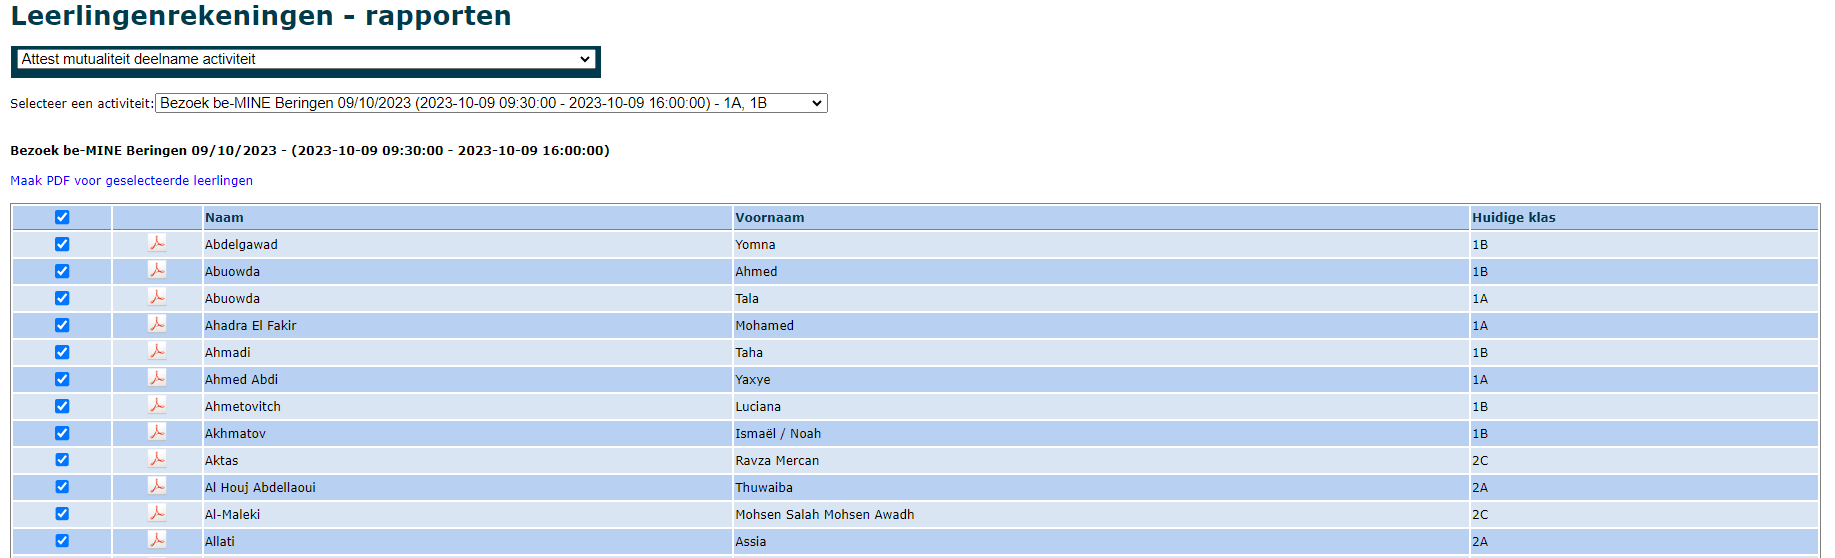 Leerlingenrekeningen - rapporten
Attest mutualiteit deelname activiteit
Selecteer een activiteit: Bezoek be-MINE Beringen 09/10/2023 (2023-10-09 09:30:00 - 2023-10-09 16:00:00) - 1A, 1B
Bezoek be-MINE Beringen 09/10/2023 - (2023-10-09 09:30:00 - 2023-10-09 16:00:00)
Maak PDF voor geselecteerde leerlingen
Naam Voornaam Huidige klas
Abdelgawad Yomna 1B
Abuowda Ahmed 1B
Abuowda Tala 1A
Ahadra El Fakir Mohamed 1A
Ahmadi Taha 1B
Ahmed Abdi Yaxye 1A
Ahmetovitch Luciana 1B
Akhmatov Ismaël / Noah 1B
Aktas Ravza Mercan 2C
Al Houj Abdellaoui Thuwaiba 2A
Al-Maleki Mohsen Salah Mohsen Awadh 2C
Allati Assia 2A